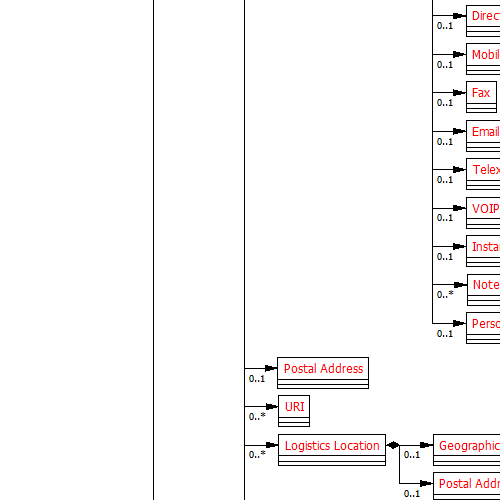 Direc
0..1
Mobil
0..1
Fax
0..1
Email
0..1
Telex
0..1
VOIP
0..1
Insta
0..1
Note
0..*
Perso
0..1
Postal Address
0..1
URI
0..*
Logistics Location
0..*
Geographic
0..1
Postal Addr
0..1